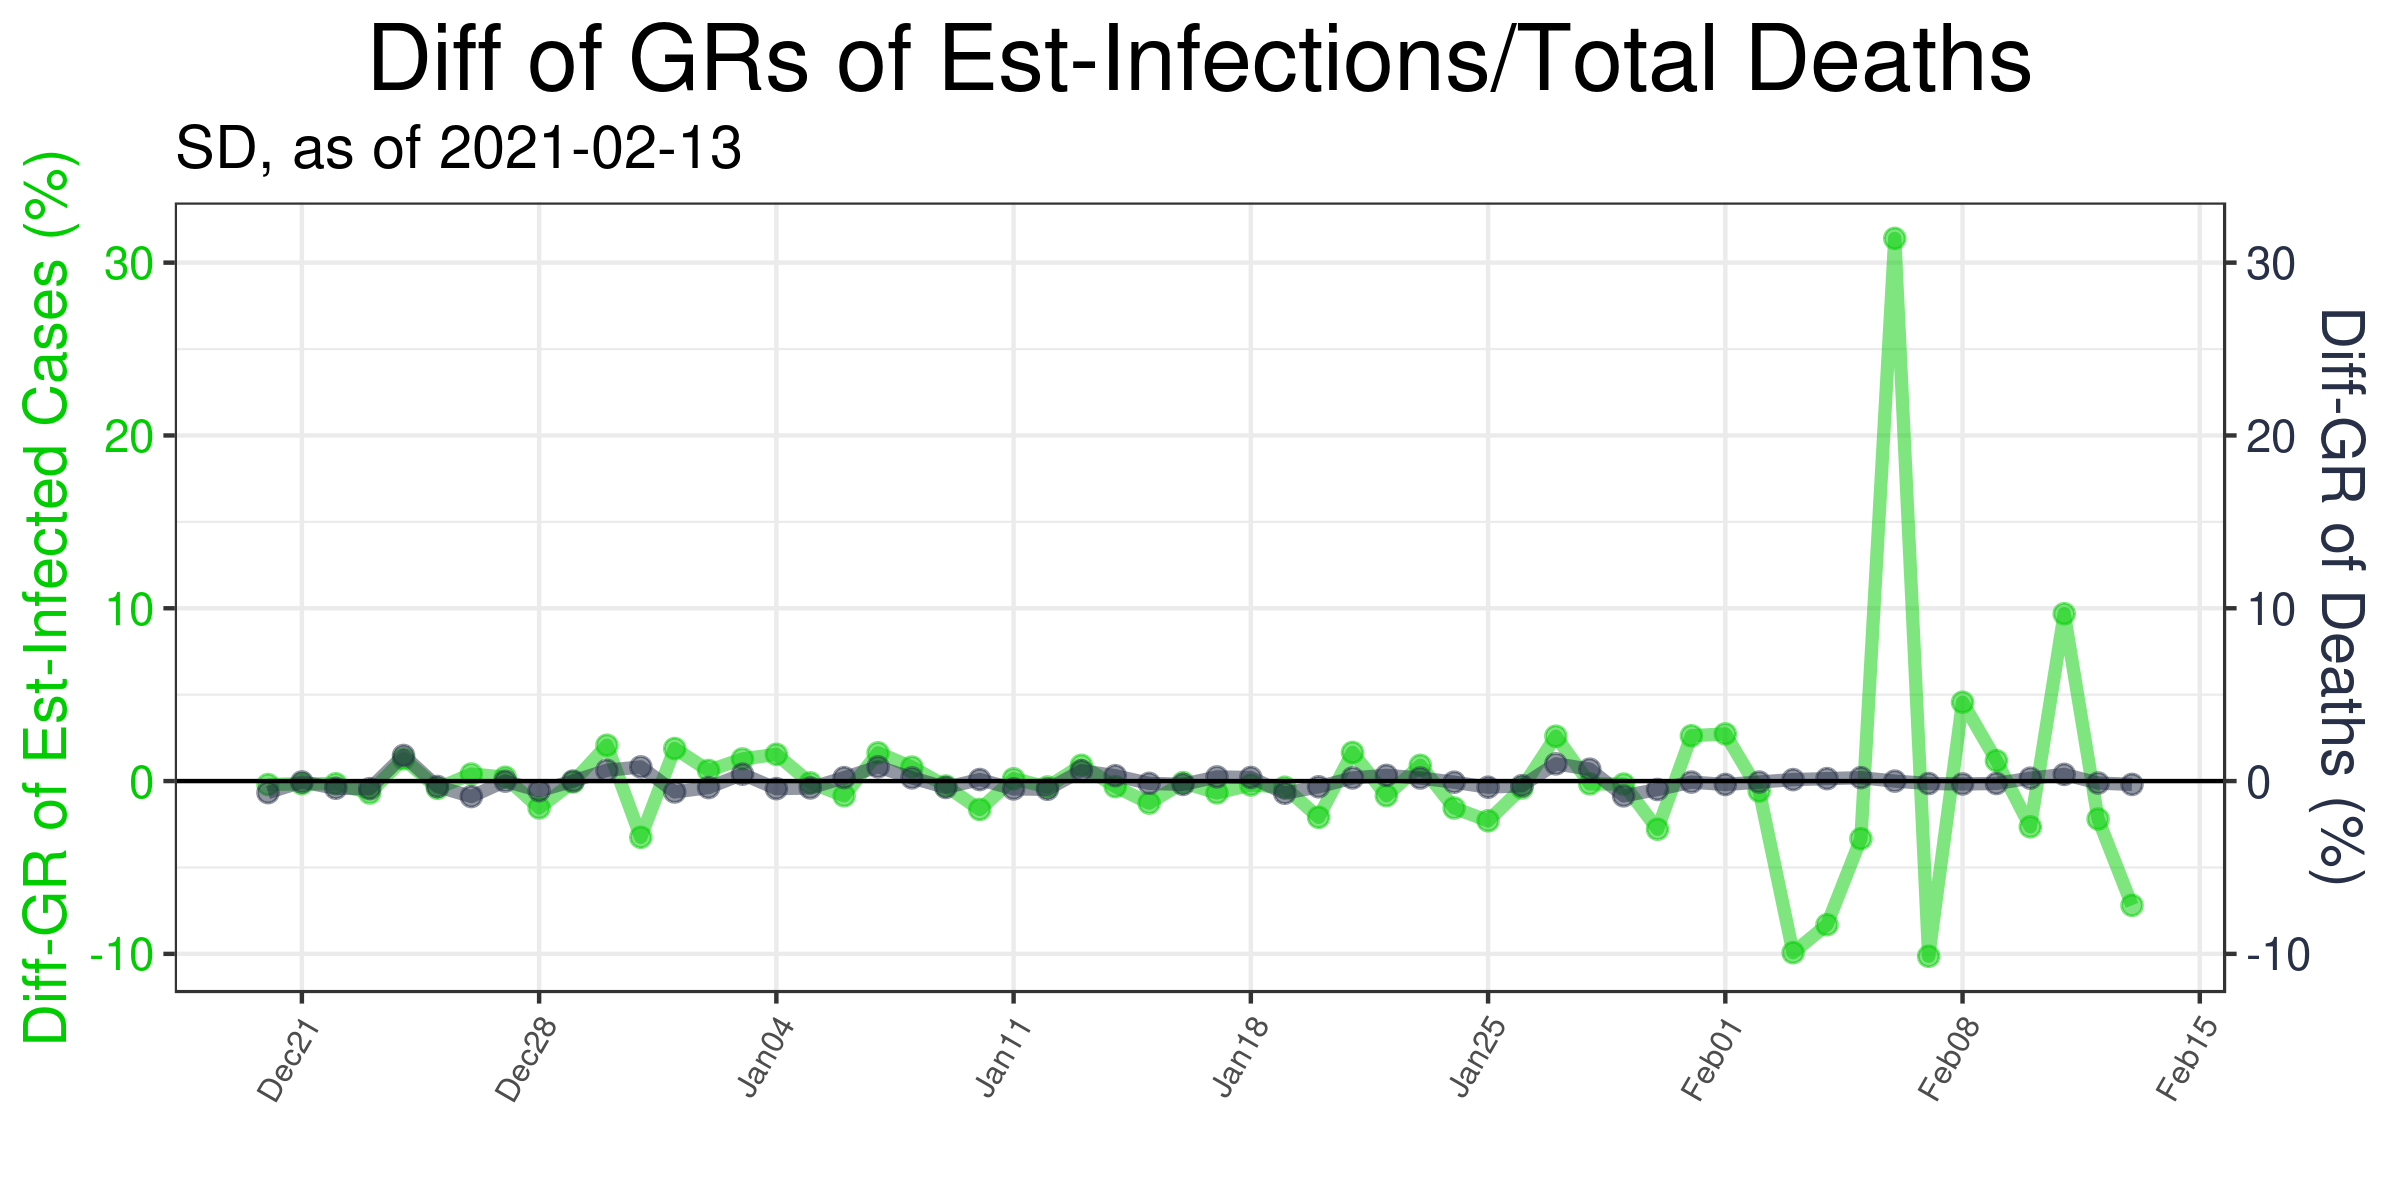 Diff of GRs of Est-Infections/Total Deaths
SD, as of 2021-02-13
Diff-GR of Est-Infected Cases (%)
30
20
10
0
-10
30
20
10
0
-10
Diff-GR of Deaths (%)
Dec21
Dec28
Jan04
Jan11
Jan18
Jan25
Feb01
Feb08
Feb15